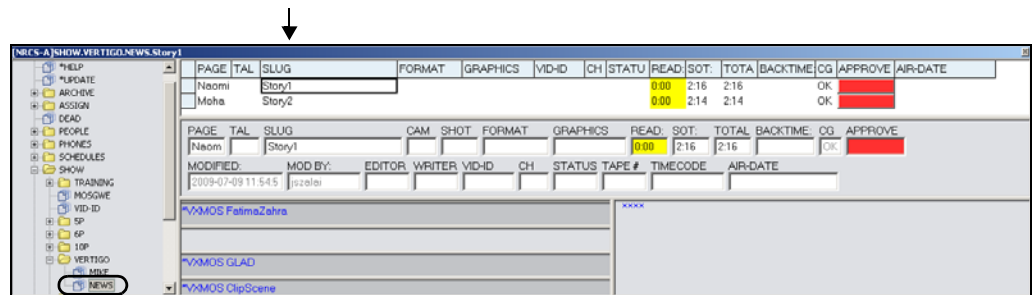 [NRCS-A]SHOW.VERTIGO.NEWS.Story1
*HELP
*UPDATE
ARCHIVE
ASSIGN
DEAD
PEOPLE
PHONES
SCHEDULES
SHOW
TRAINING
MOSGWE
VID-ID
5P
6P
10P
VERTIGO
MIKE
NEWS
PAGE TAL SLUG FORMAT GRAPHICS VID-ID CH STATU READ: SOT: TOTA BACKTIME: CG APPROVE AIR-DATE
Naomi Story1 0:00 2:16 2:16 OK
Moha Story2 0:00 2:14 2:14 OK
PAGE TAL SLUG CAM SHOT FORMAT GRAPHICS READ: SOT: TOTAL BACKTIME: CG APPROVE
Naom Story1 0:00 2:16 2:16 OK
MODIFIED: MOD BY: EDITOR WRITER VID-ID CH STATUS TAPE # TIMECODE AIR-DATE
2009-07-09 11:54:5 jszalai
*VXMOS FatimaZahra
xxxx
*VXMOS GLAD
*VXMOS ClipScene